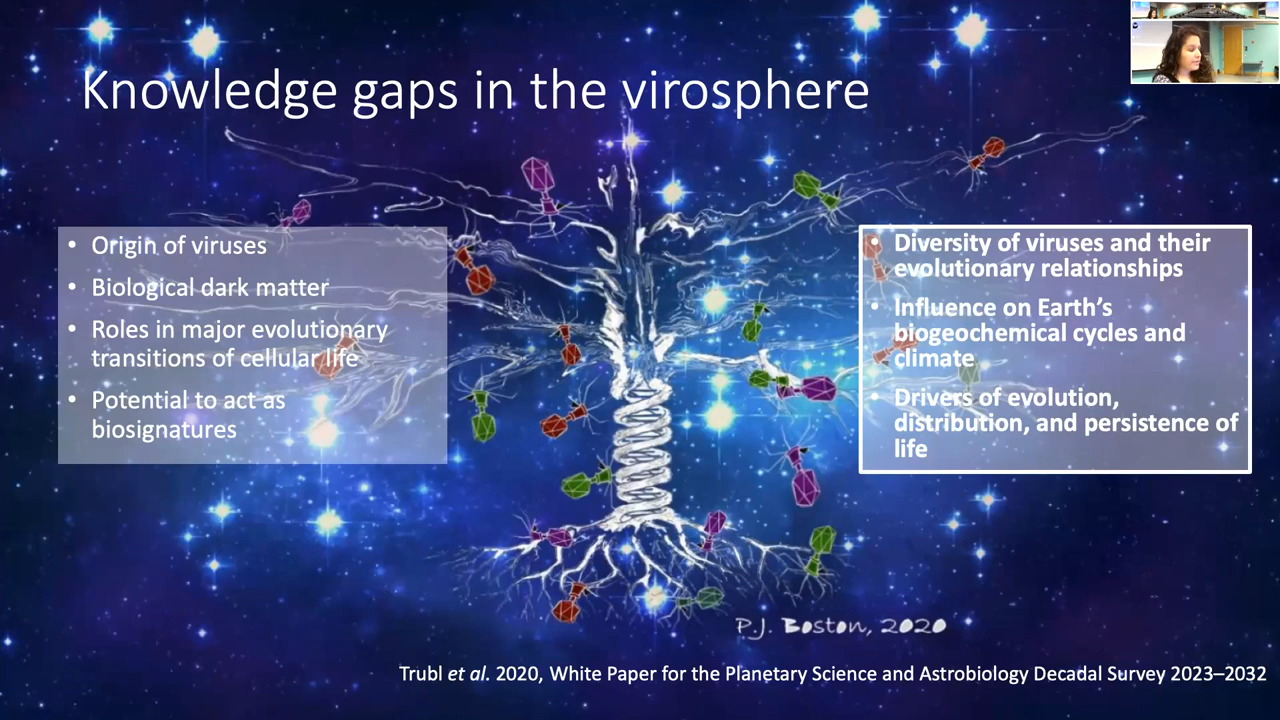 Knowledge gaps in the virosphere
• Origin of viruses
• Biological dark matter
• Roles in major evolutionary
transitions of cellular life
• Potential to act as
biosignatures
• Diversity of viruses and their
evolutionary relationships
• Influence on Earth’s
biogeochemical cycles and
climate
• Drivers of evolution,
distribution, and persistence of
life
P.J. Boston, 2020
Trubl et al. 2020, White Paper for the Planetary Science and Astrobiology Decadal Survey 2023–2032